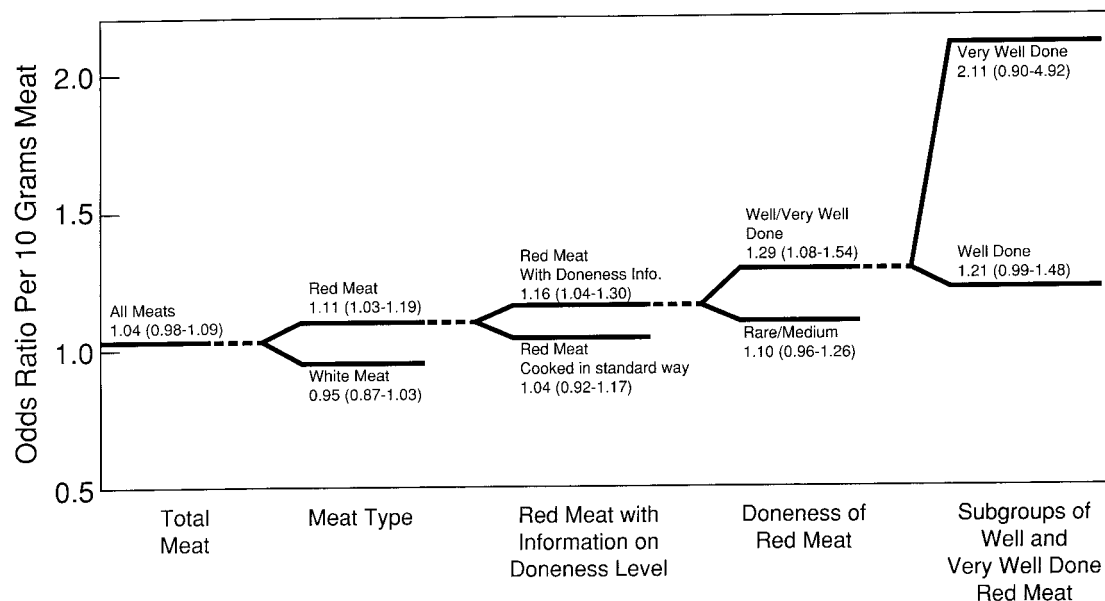 Odds Ratio Per 10 Grams Meat
2.0
1.5
1.0
0.5
All Meats
1.04 (0.98-1.09)
Red Meat
1.11 (1.03-1.19)
White Meat
0.95 (0.87-1.03)
Red Meat
With Doneness Info.
1.16 (1.04-1.30)
Red Meat
Cooked in standard way
1.04 (0.92-1.17)
Well/Very Well
Done
1.29 (1.08-1.54)
Rare/Medium
1.10 (0.96-1.26)
Very Well Done
2.11 (0.90-4.92)
Well Done
1.21 (0.99-1.48)
Total
Meat
Meat Type
Red Meat with
Information on
Doneness Level
Doneness of
Red Meat
Subgroups of
Well and
Very Well Done
Red Meat